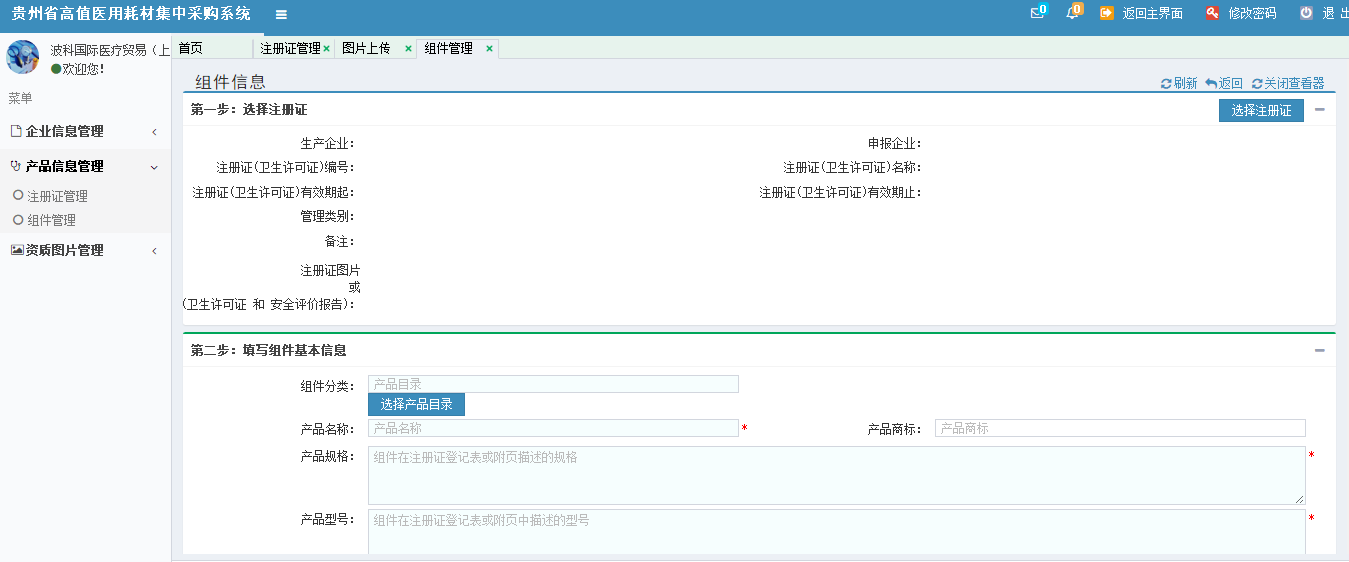 贵州省高值医用耗材集中采购系统
0
0
返回主界面
修改密码
退 出
波科国际医疗贸易（上
欢迎您!
菜单
企业信息管理
产品信息管理
注册证管理
组件管理
资质图片管理
首页
注册证管理
图片上传
组件管理
组件信息
刷新
返回
关闭查看器
第一步：选择注册证
选择注册证
生产企业：
申报企业：
注册证(卫生许可证)编号：
注册证(卫生许可证)名称：
注册证(卫生许可证)有效期起：
注册证(卫生许可证)有效期止：
管理类别：
备注：
注册证图片
或
(卫生许可证 和 安全评价报告)：
第二步：填写组件基本信息
组件分类：
产品目录
选择产品目录
产品名称：
产品名称
*
产品商标：
产品商标
产品规格：
组件在注册证登记表或附页描述的规格
*
产品型号：
组件在注册证登记表或附页中描述的型号
*